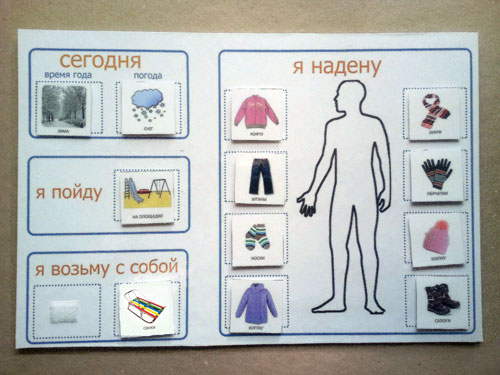 сегодня
время года погода
зима снег
я пойду
на площадку
я возьму с собой
санки
я надену
кофту
шарф
штаны
перчатки
носки
шапку
куртку
сапоги